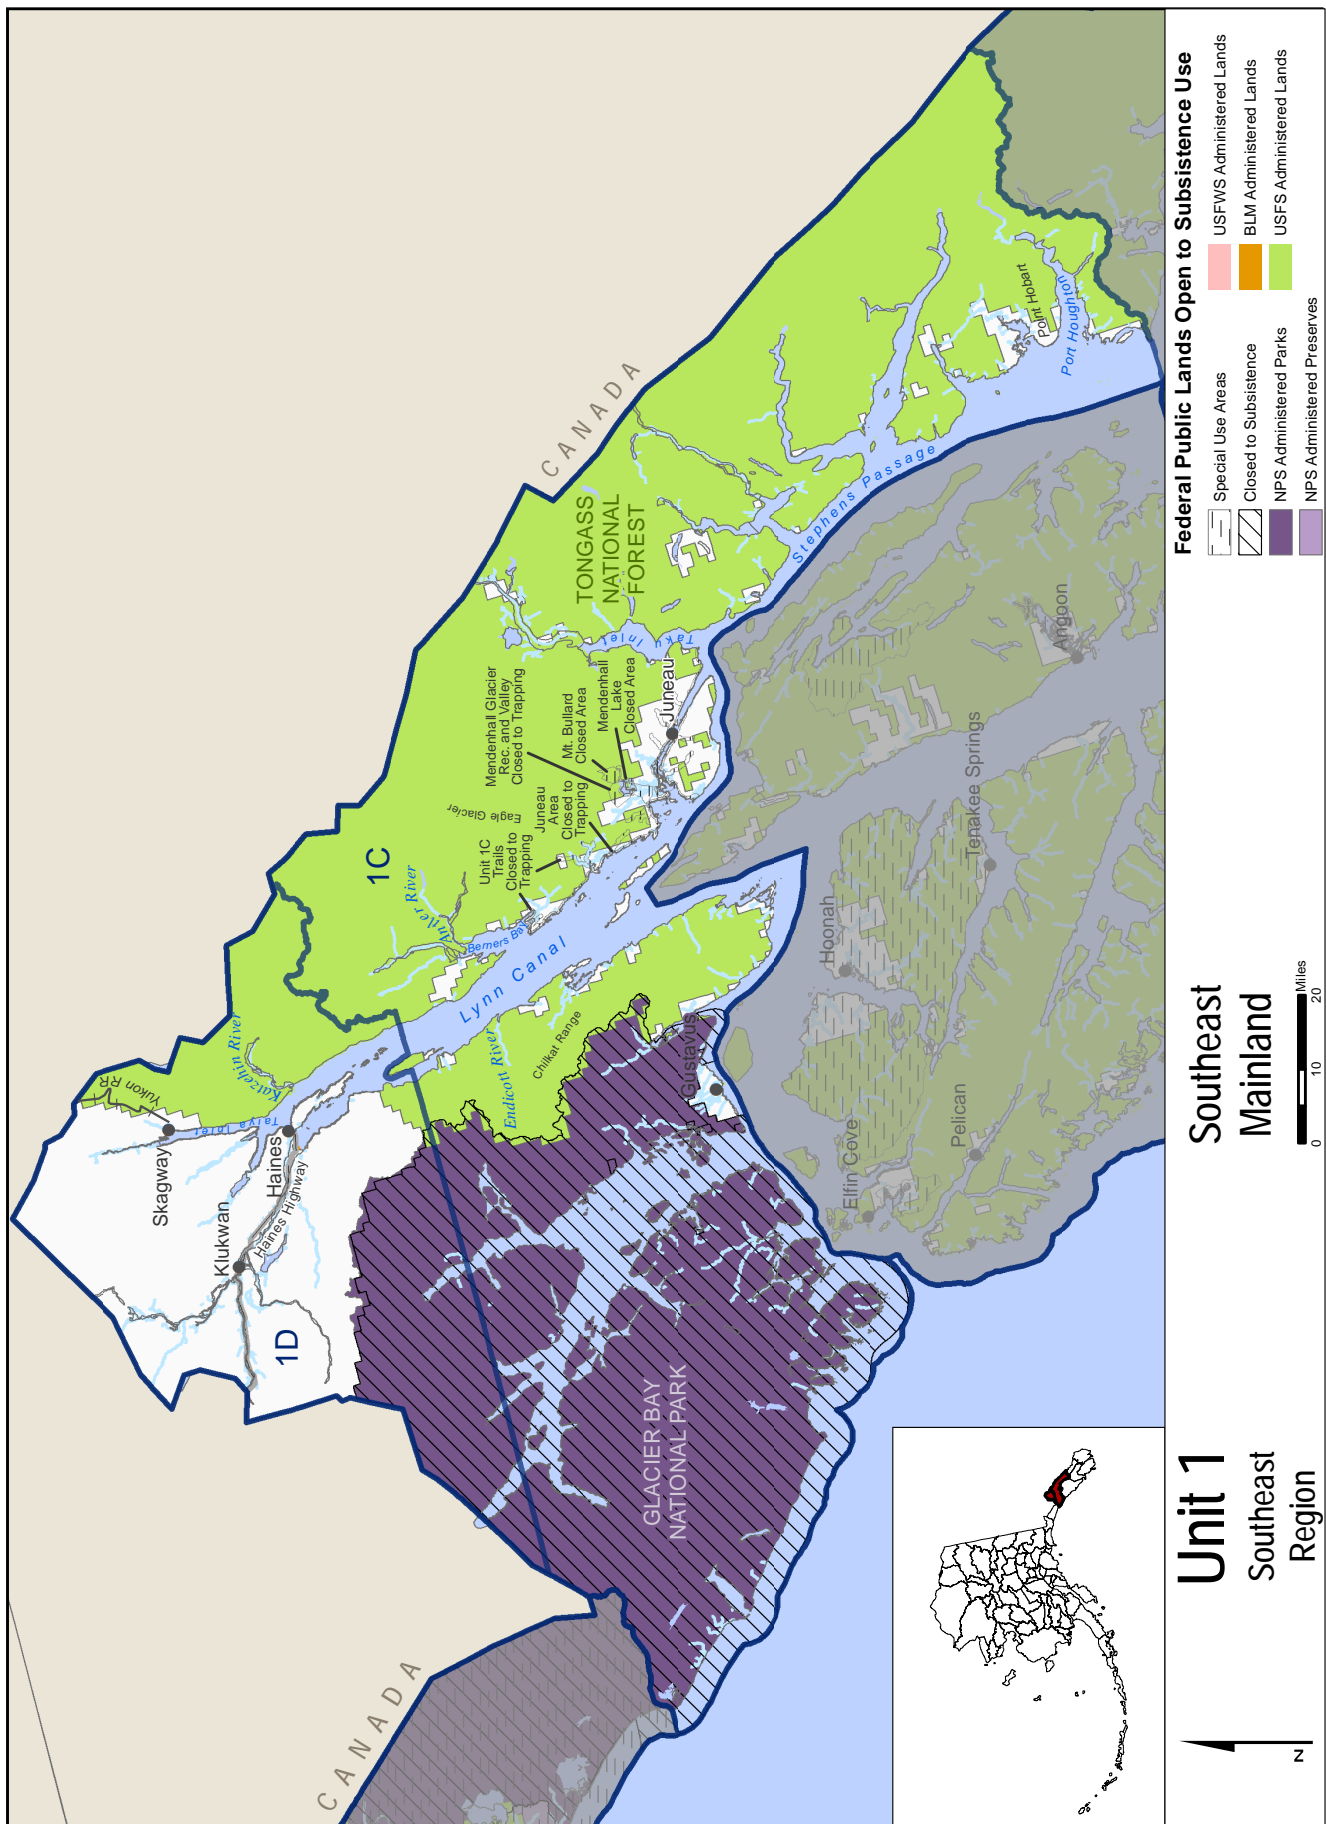 CANADA
CANADA
1D
1C
Skagway
Klukwan
Haines
Haines Highway
Taiya Inlet
Yukon RR
Katzehin River
Antler River
Berners Bay
Lynn Canal
Endicott River
Chilkat Range
Gustavus
GLACIER BAY
NATIONAL PARK
Eagle Glacier
Unit 1C
Trails
Closed to
Trapping
Juneau
Area
Closed to
Trapping
Mendenhall Glacier
Rec. and Valley
Closed to Trapping
Mt. Bullard
Closed Area
Mendenhall
Lake
Closed Area
Juneau
Taku Inlet
TONGASS
NATIONAL
FOREST
Stephens Passage
Point Hobart
Port Houghton
Elfin Cove
Pelican
Hoonah
Tenakee Springs
Angoon
Unit 1
Southeast
Region
Southeast
Mainland
0 10 20
Miles
N
Federal Public Lands Open to Subsistence Use
Special Use Areas
Closed to Subsistence
NPS Administered Parks
NPS Administered Preserves
USFWS Administered Lands
BLM Administered Lands
USFS Administered Lands